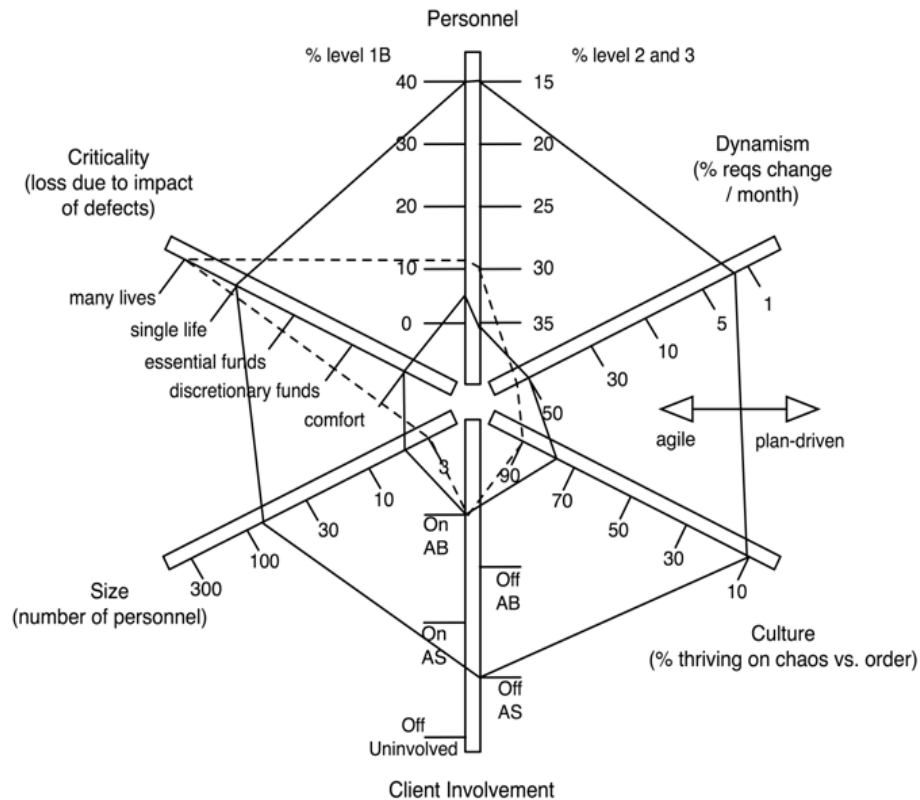 Personnel
% level 1B
% level 2 and 3
40
15
30
20
20
25
10
30
0
35
Criticality
(loss due to impact
of defects)
many lives
single life
essential funds
discretionary funds
comfort
Dynamism
(% reqs change
/ month)
1
5
10
30
50
agile
plan-driven
3
10
30
100
300
Size
(number of personnel)
90
70
50
30
10
Culture
(% thriving on chaos vs. order)
On
AB
Off
AB
On
AS
Off
AS
Off
Uninvolved
Client Involvement